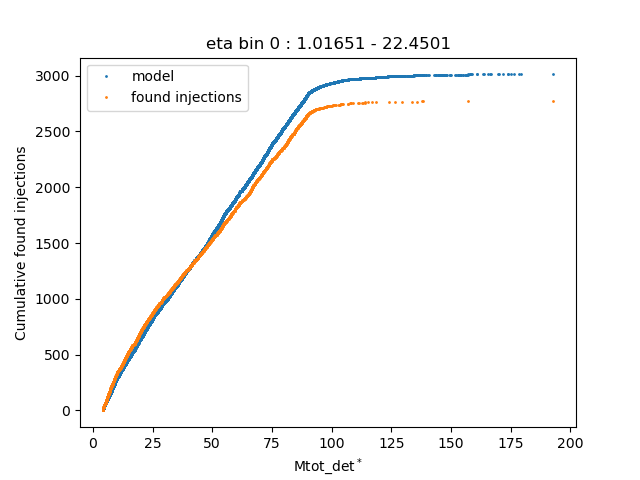 eta bin 0 : 1.01651 - 22.4501
model
found injections
Cumulative found injections
3000
2500
2000
1500
1000
500
0
0 25 50 75 100 125 150 175 200
Mtot_det*